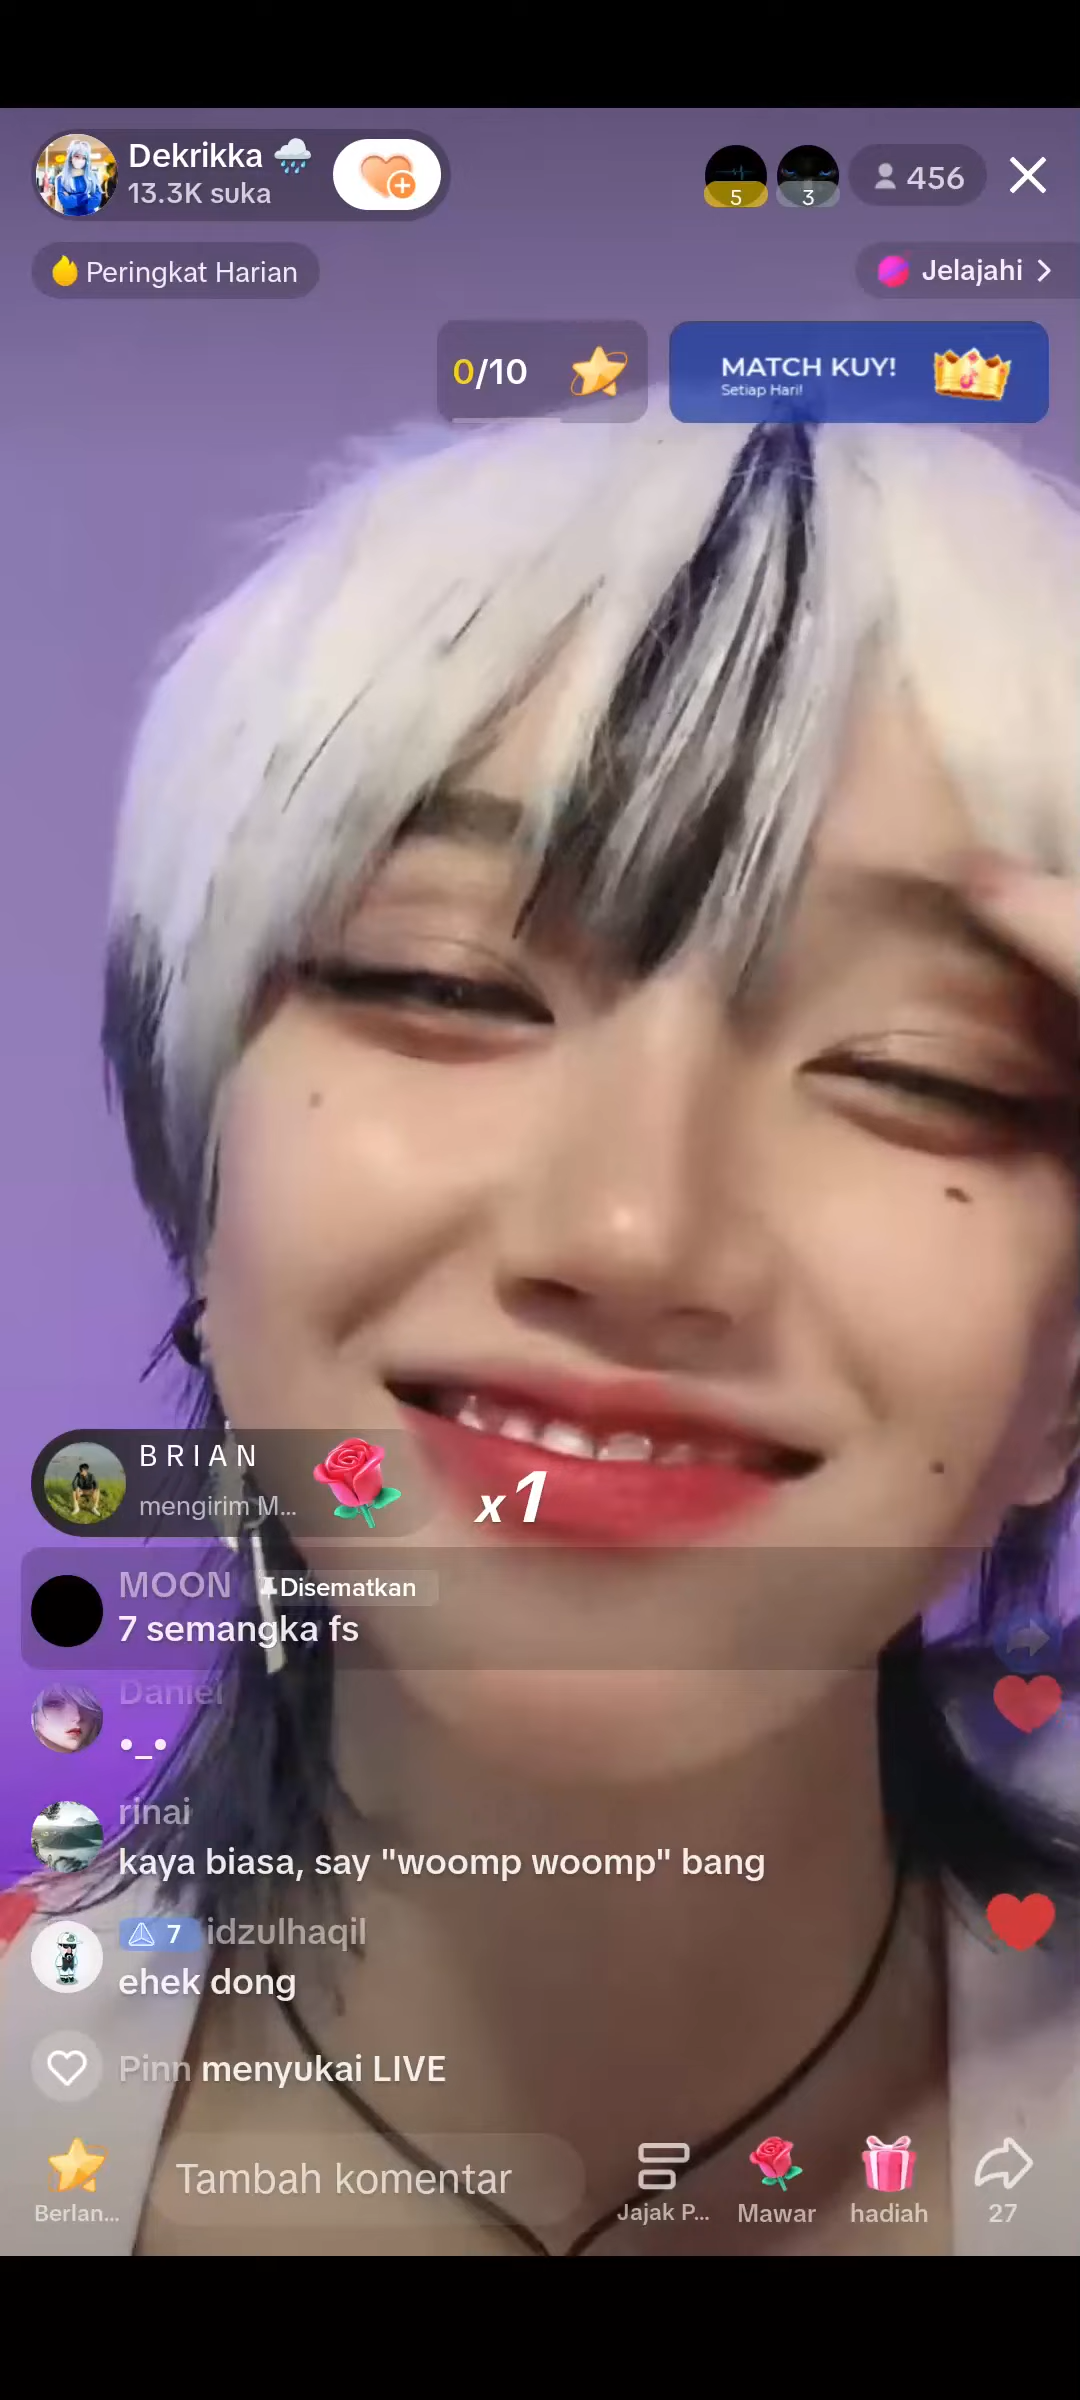 Dekrikka
13.3K suka
5
3
456
Peringkat Harian
Jelajahi
0/10
MATCH KUY!
Setiap Hari!
B R I A N
mengirim M...
x1
MOON Disematkan
7 semangka fs
Daniel
•_•
rinai
kaya biasa, say "woomp woomp" bang
7 idzulhaqil
ehek dong
Pinn menyukai LIVE
Berlan...
Tambah komentar
Jajak P...
Mawar
hadiah
27